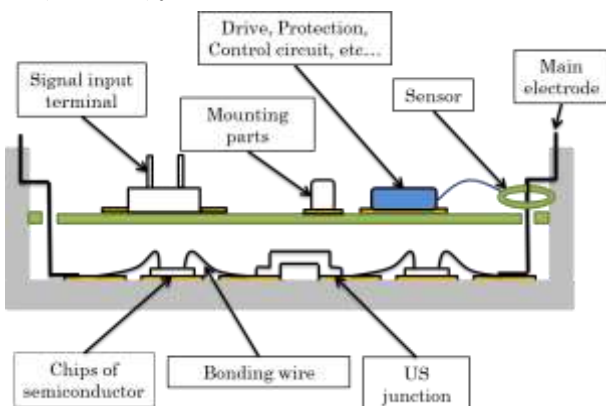 Drive, Protection,
Control circuit, etc…
Signal input
terminal
Mounting
parts
Sensor
Main
electrode
Chips of
semiconductor
Bonding wire
US
junction